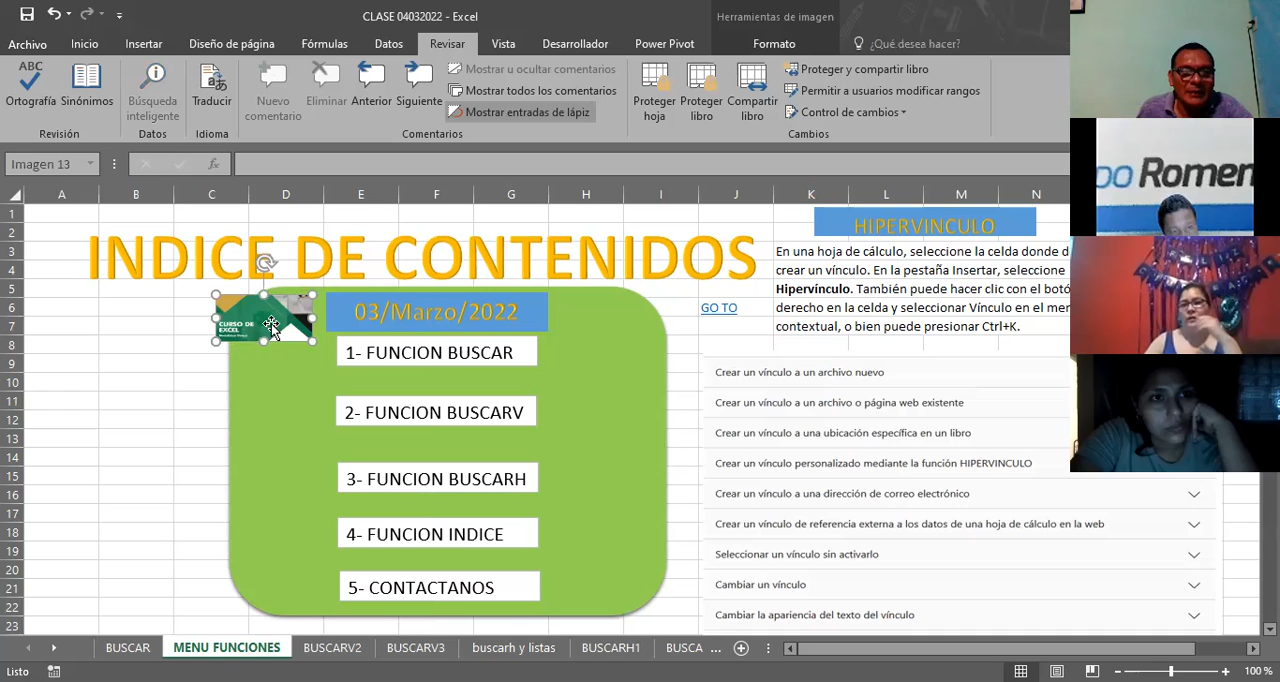 CLASE 04032022 - Excel
Herramientas de imagen
Archivo Inicio Insertar Diseño de página Fórmulas Datos Revisar Vista Desarrollador Power Pivot Formato ¿Qué desea hacer?
ABC
Ortografía
Sinónimos
Búsqueda
inteligente
Traducir
Nuevo
comentario
Eliminar
Anterior
Siguiente
Mostrar u ocultar comentarios
Mostrar todos los comentarios
Mostrar entradas de lápiz
Proteger
hoja
Proteger
libro
Compartir
libro
Proteger y compartir libro
Permitir a usuarios modificar rangos
Control de cambios
Revisión Datos Idioma Comentarios Cambios
Imagen 13
fx
A B C D E F G H I J K L M N
1
2
3
4
5
6
7
8
9
10
11
12
13
14
15
16
17
18
19
20
21
22
23
INDICE DE CONTENIDOS
CURSO DE
EXCEL
03/Marzo/2022
1- FUNCION BUSCAR
2- FUNCION BUSCARV
3- FUNCION BUSCARH
4- FUNCION INDICE
5- CONTACTANOS
GO TO
HIPERVINCULO
En una hoja de cálculo, seleccione la celda donde d
crear un vínculo. En la pestaña Insertar, seleccione
Hipervínculo. También puede hacer clic con el botó
derecho en la celda y seleccionar Vínculo en el men
contextual, o bien puede presionar Ctrl+K.
Crear un vínculo a un archivo nuevo
Crear un vínculo a un archivo o página web existente
Crear un vínculo a una ubicación específica en un libro
Crear un vínculo personalizado mediante la función HIPERVINCULO
Crear un vínculo a una dirección de correo electrónico
Crear un vínculo de referencia externa a los datos de una hoja de cálculo en la web
Seleccionar un vínculo sin activarlo
Cambiar un vínculo
Cambiar la apariencia del texto del vínculo
po Romen
BUSCAR MENU FUNCIONES BUSCARV2 BUSCARV3 buscarh y listas BUSCARH1 BUSCA ...
Listo
100 %